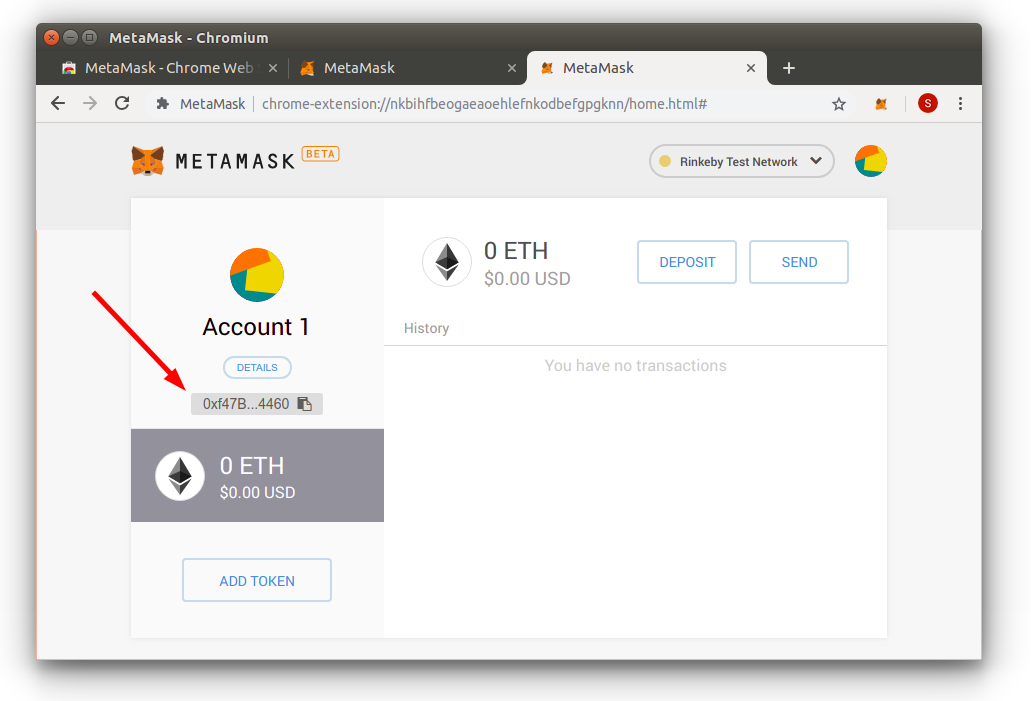 MetaMask - Chromium
MetaMask - Chrome Web
MetaMask
MetaMask
MetaMask
chrome-extension://nkbihfbeogaeaoehlefnkodbefgpgknn/home.html#
S
METAMASK
BETA
Rinkeby Test Network
Account 1
DETAILS
0xf47B...4460
0 ETH
$0.00 USD
ADD TOKEN
0 ETH
$0.00 USD
DEPOSIT
SEND
History
You have no transactions